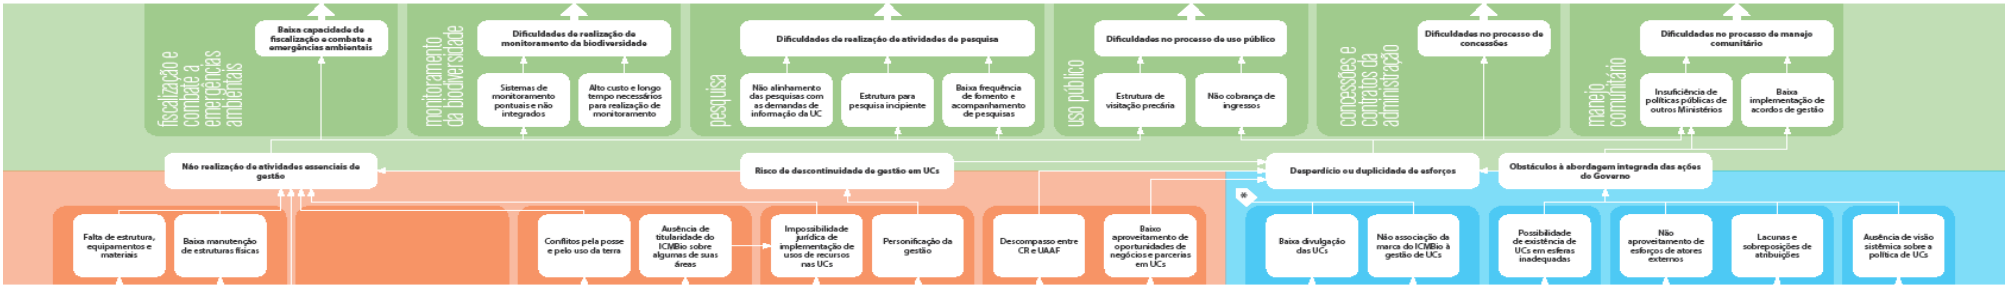 fiscalização e
combate a
emergências
ambientais
Baixa capacidade de
fiscalização e combate a
emergências ambientais
monitoramento
da biodiversidade
Dificuldades de realização de
monitoramento da biodiversidade
Sistemas de
monitoramento
pontuais e não
integrados
Alto custo e longo
tempo necessários
para realização de
monitoramento
pesquisa
Dificuldades de realização de atividades de pesquisa
Não alinhamento
das pesquisas com
as demandas de
informação da UC
Estrutura para
pesquisa incipiente
Baixa frequência
de fomento e
acompanhamento
de pesquisas
uso público
Dificuldades no processo de uso público
Estrutura de
visitação precária
Não cobrança de
ingressos
concessões e
contratos da
administração
Dificuldades no processo de
concessões
manejo
comunitário
Dificuldades no processo de manejo
comunitário
Insuficiência de
políticas públicas de
outros Ministérios
Baixa
implementação de
acordos de gestão
Não realização de atividades essenciais de
gestão
Risco de descontinuidade de gestão em UCs
Desperdício ou duplicidade de esforços
Obstáculos à abordagem integrada das ações
do Governo
Falta de estrutura,
equipamentos e
materiais
Baixa manutenção
de estruturas físicas
Conflitos pela posse
e pelo uso da terra
Ausência de
titularidade do
ICMBio sobre
algumas de suas
áreas
Impossibilidade
jurídica de
implementação de
usos de recursos
nas UCs
Personificação da
gestão
Descompasso entre
CR e UAAF
Baixo
aproveitamento de
oportunidades de
negócios e parcerias
em UCs
*
Baixa divulgação
das UCs
Não associação da
marca do ICMBio à
gestão de UCs
Possibilidade
de existência de
UCs em esferas
inadequadas
Não
aproveitamento de
esforços de atores
externos
Lacunas e
sobreposições de
atribuições
Ausência de visão
sistêmica sobre a
política de UCs